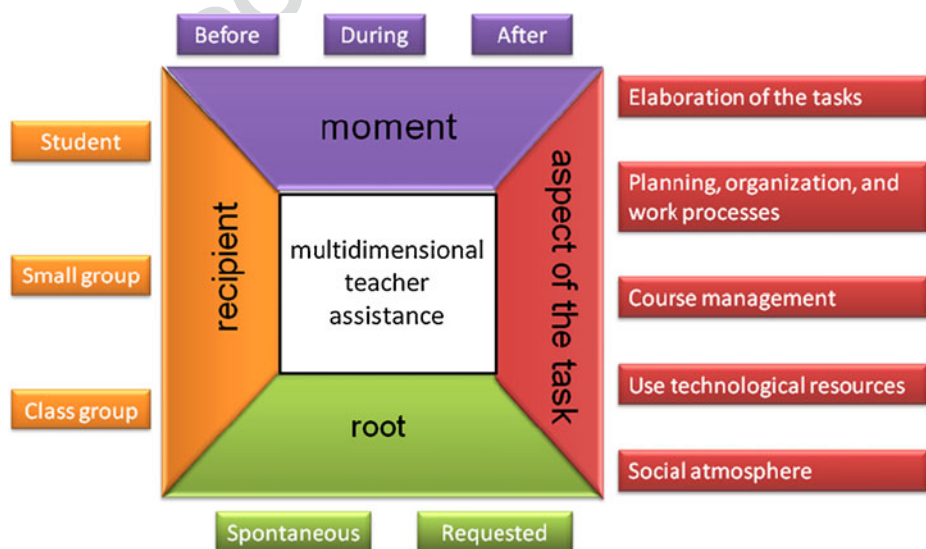 Before
During
After
moment
Student
Small group
Class group
recipient
multidimensional
teacher
assistance
aspect of the task
Elaboration of the tasks
Planning, organization, and
work processes
Course management
Use technological resources
Social atmosphere
root
Spontaneous
Requested